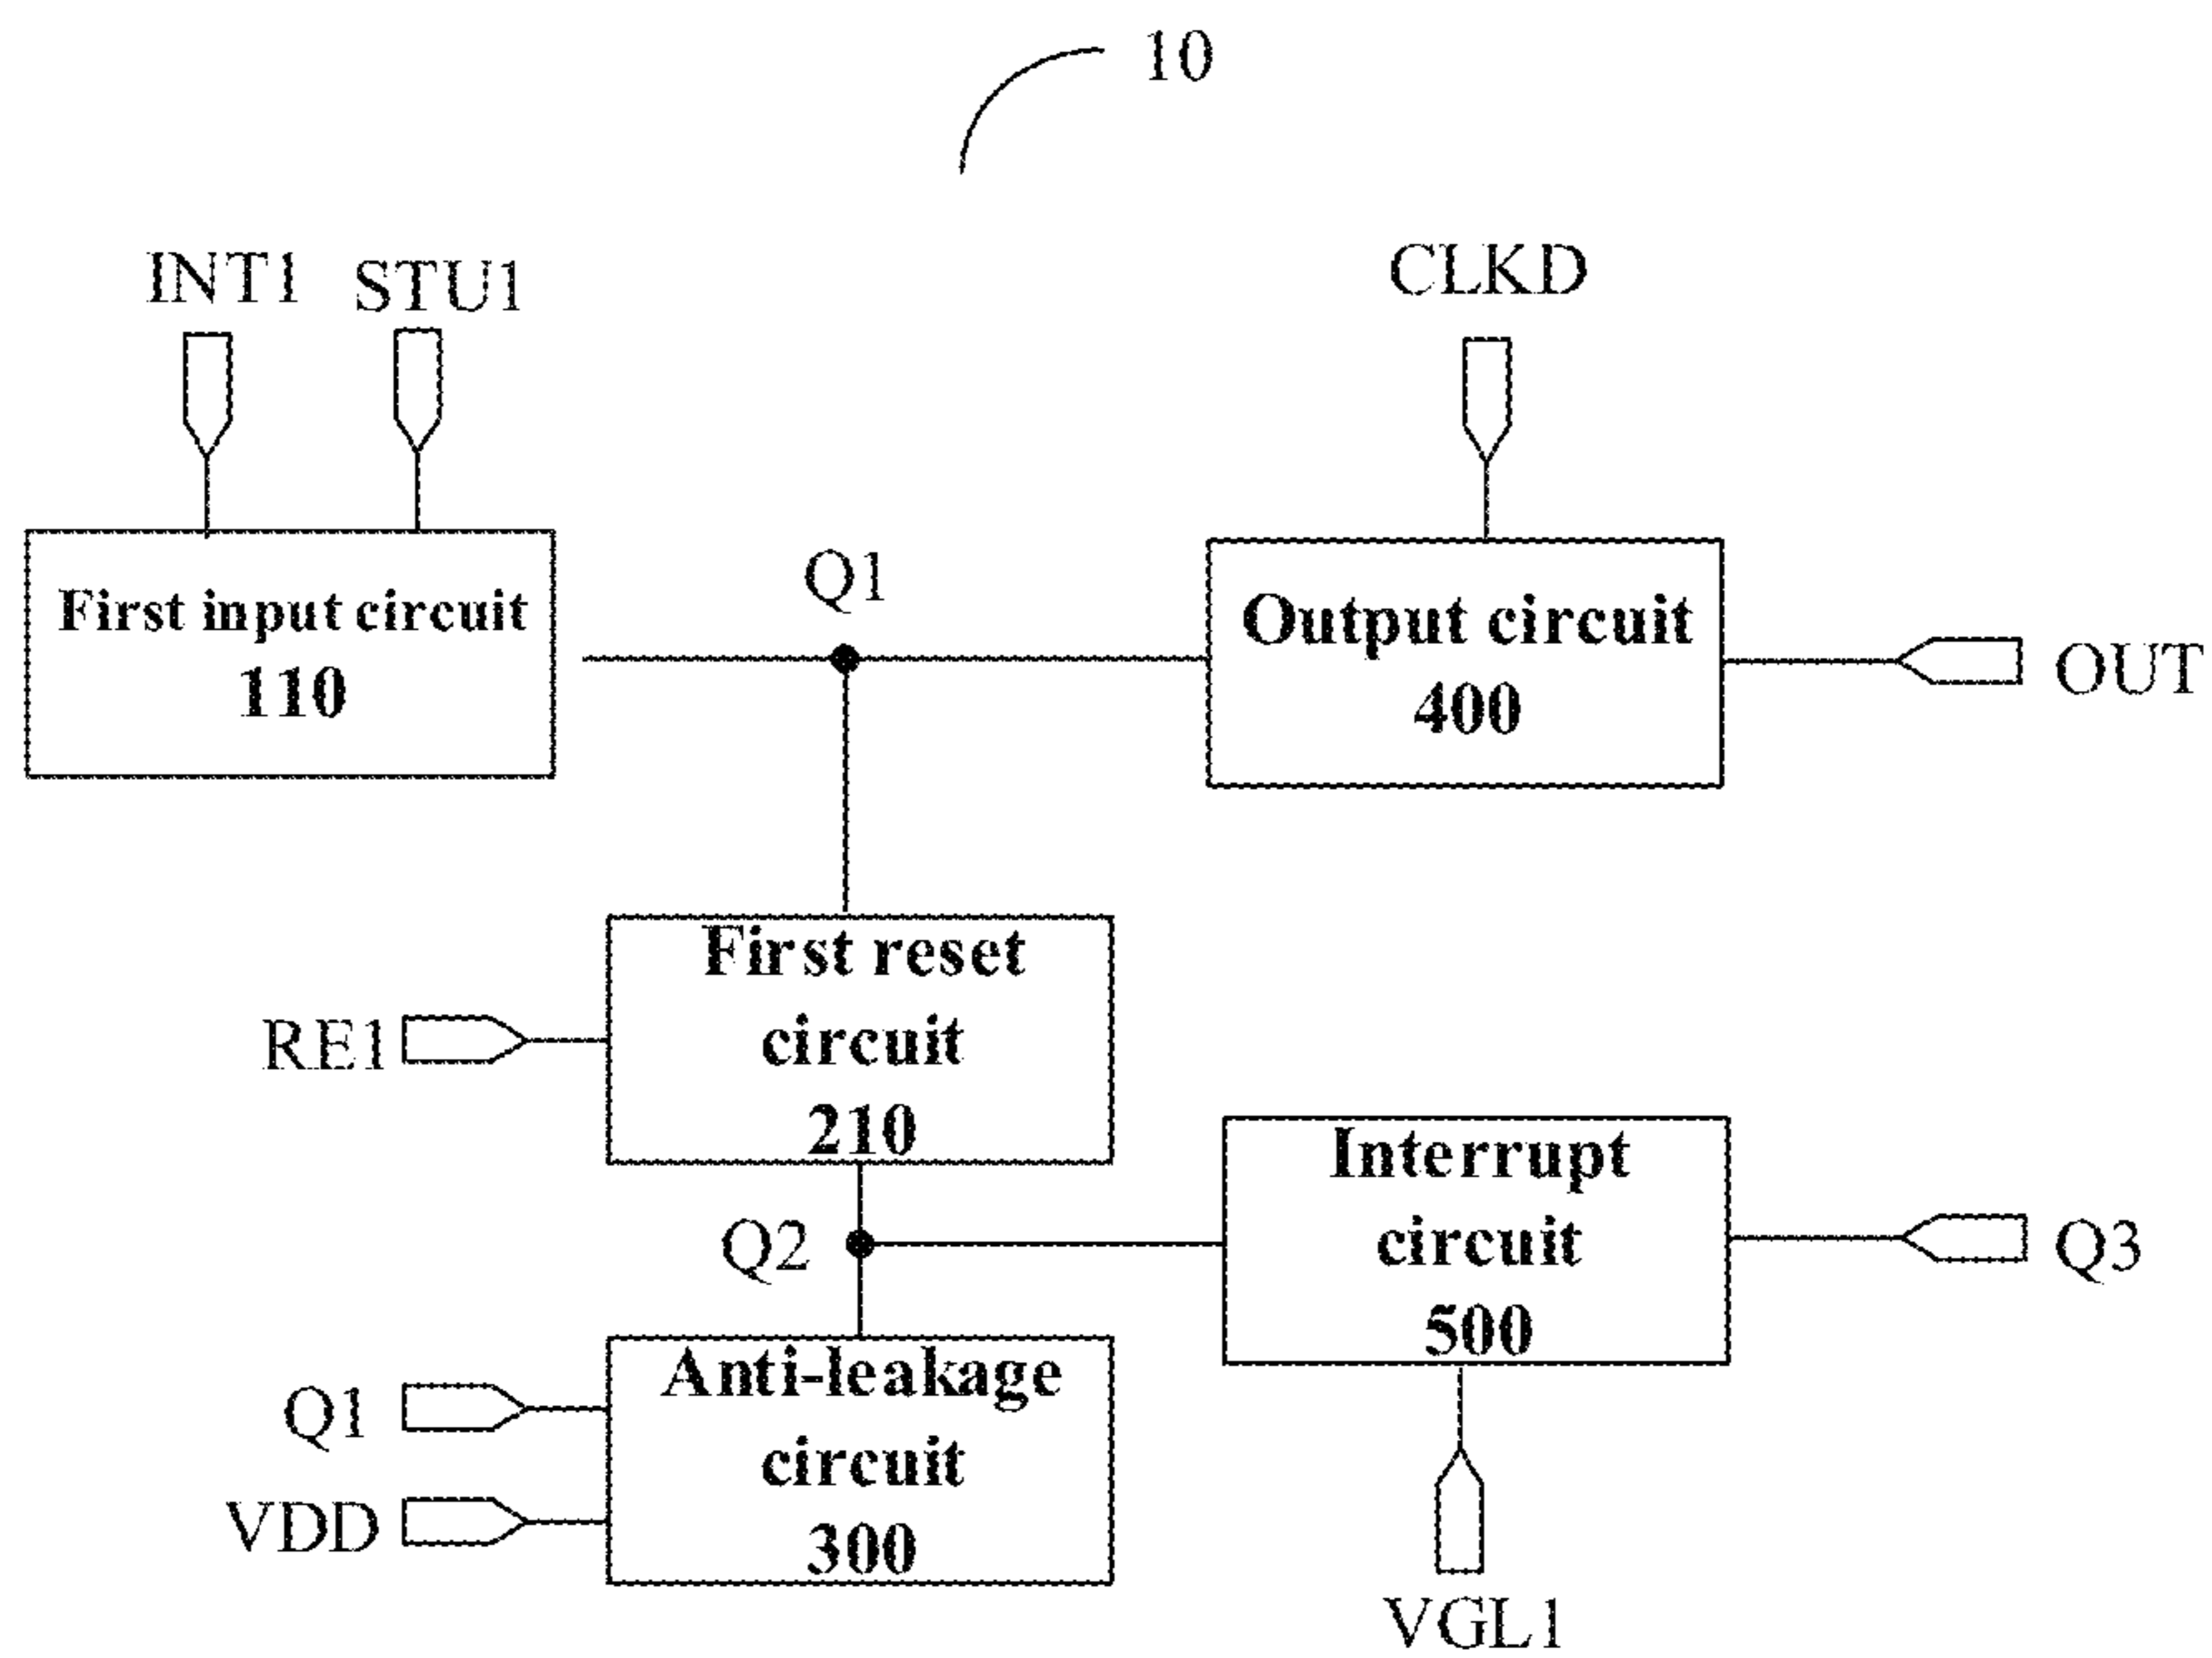 10
INT1
STU1
CLKD
First input circuit
110
Q1
Output circuit
400
OUT
First reset
circuit
210
RE1
Interrupt
circuit
500
Q2
Q3
Anti-leakage
circuit
300
Q1
VDD
VGL1